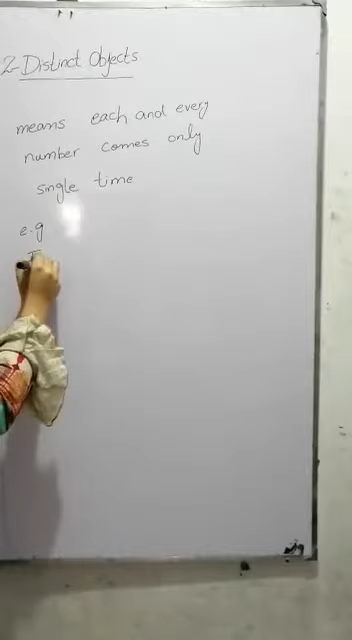 2- Distinct Objects
means each and every
number comes only
single time
e.g